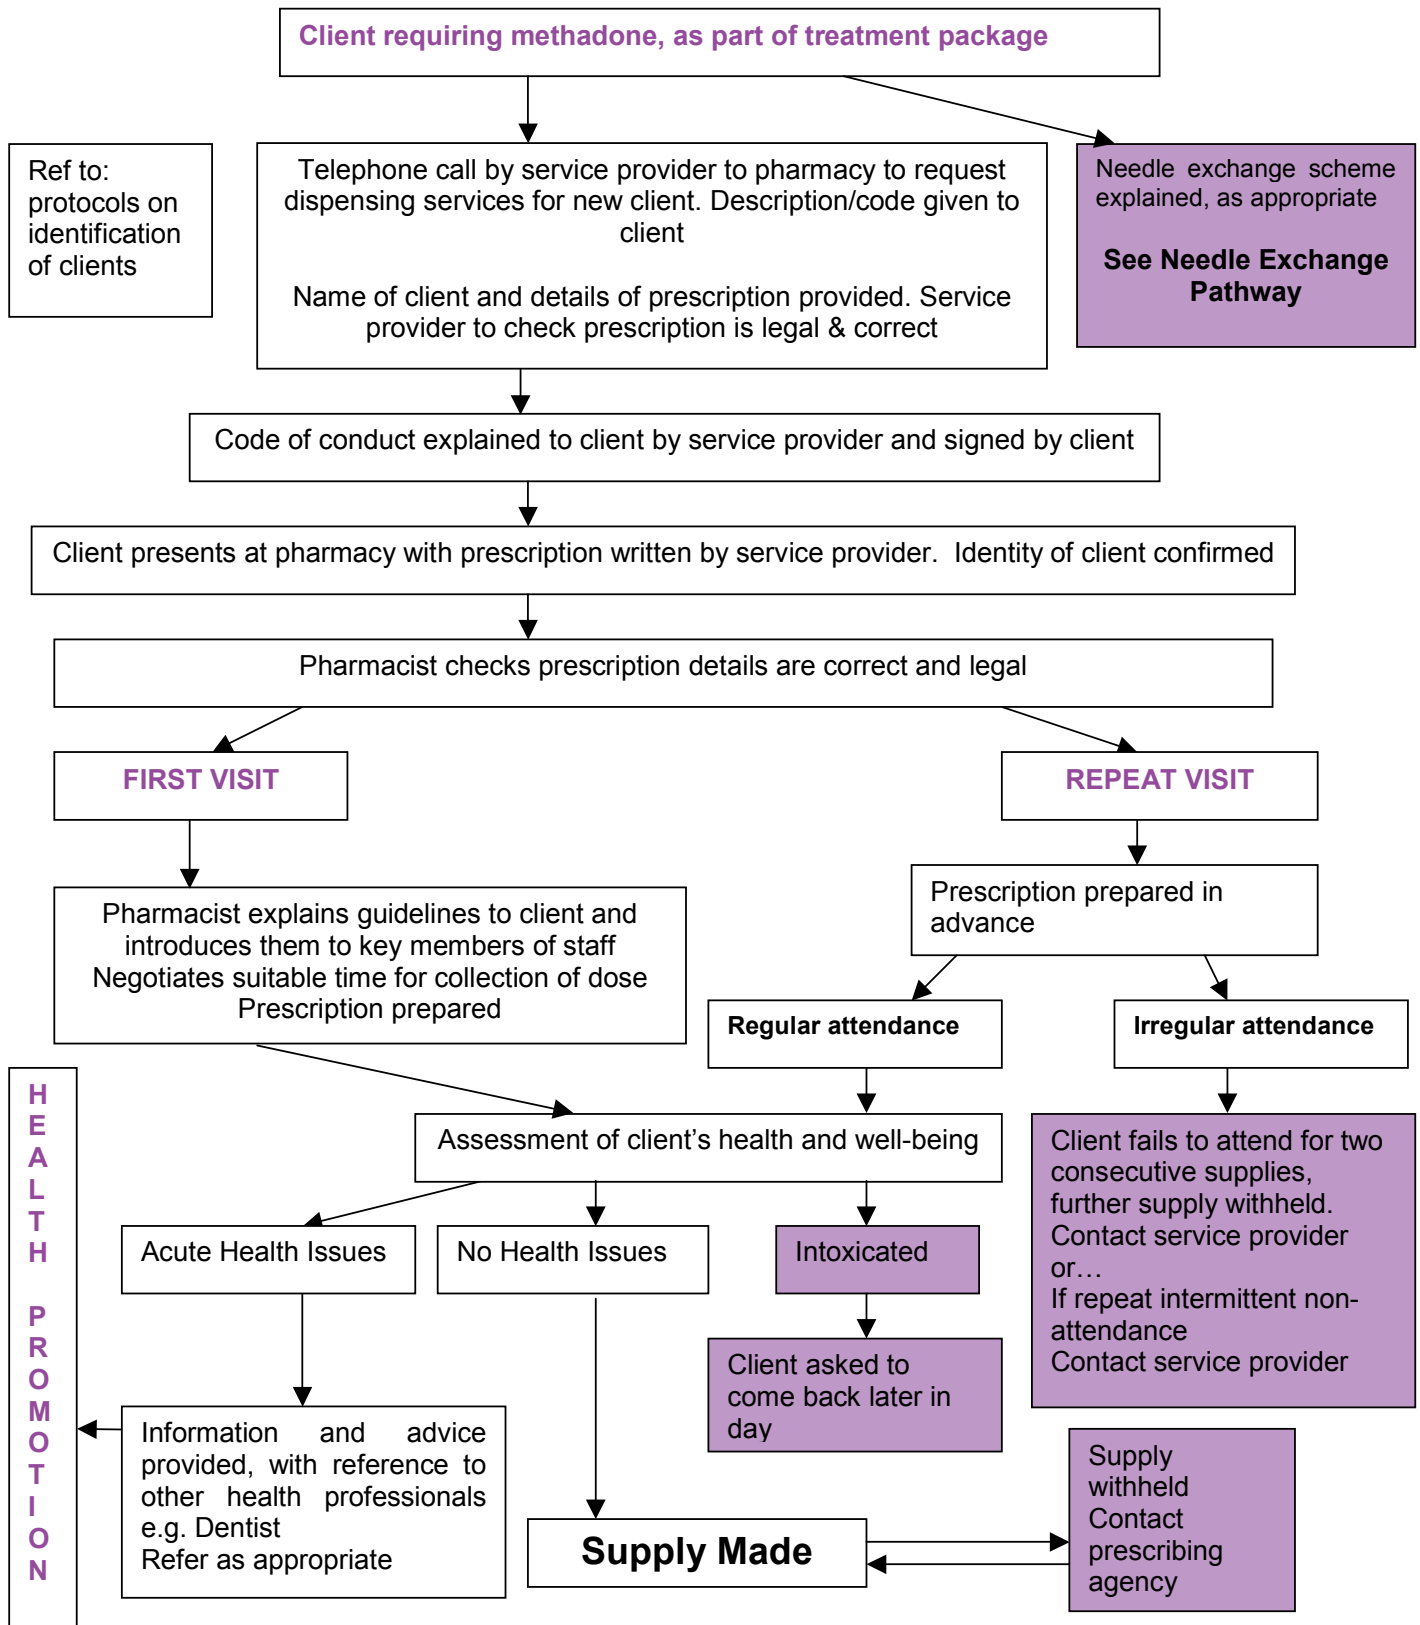 Client requiring methadone, as part of treatment package
Ref to:
protocols on
identification
of clients
Telephone call by service provider to pharmacy to request
dispensing services for new client. Description/code given to
client
Name of client and details of prescription provided. Service
provider to check prescription is legal & correct
Needle exchange scheme
explained, as appropriate
See Needle Exchange
Pathway
Code of conduct explained to client by service provider and signed by client
Client presents at pharmacy with prescription written by service provider.  Identity of client confirmed
Pharmacist checks prescription details are correct and legal
FIRST VISIT
REPEAT VISIT
Pharmacist explains guidelines to client and
introduces them to key members of staff
Negotiates suitable time for collection of dose
Prescription prepared
Prescription prepared in
advance
Regular attendance
Irregular attendance
HEALTH PROMOTION
Assessment of client’s health and well-being
Client fails to attend for two
consecutive supplies,
further supply withheld.
Contact service provider
or…
If repeat intermittent non-
attendance
Contact service provider
Acute Health Issues
No Health Issues
Intoxicated
Client asked to
come back later in
day
Information and advice
provided, with reference to
other health professionals
e.g. Dentist
Refer as appropriate
Supply Made
Supply
withheld
Contact
prescribing
agency